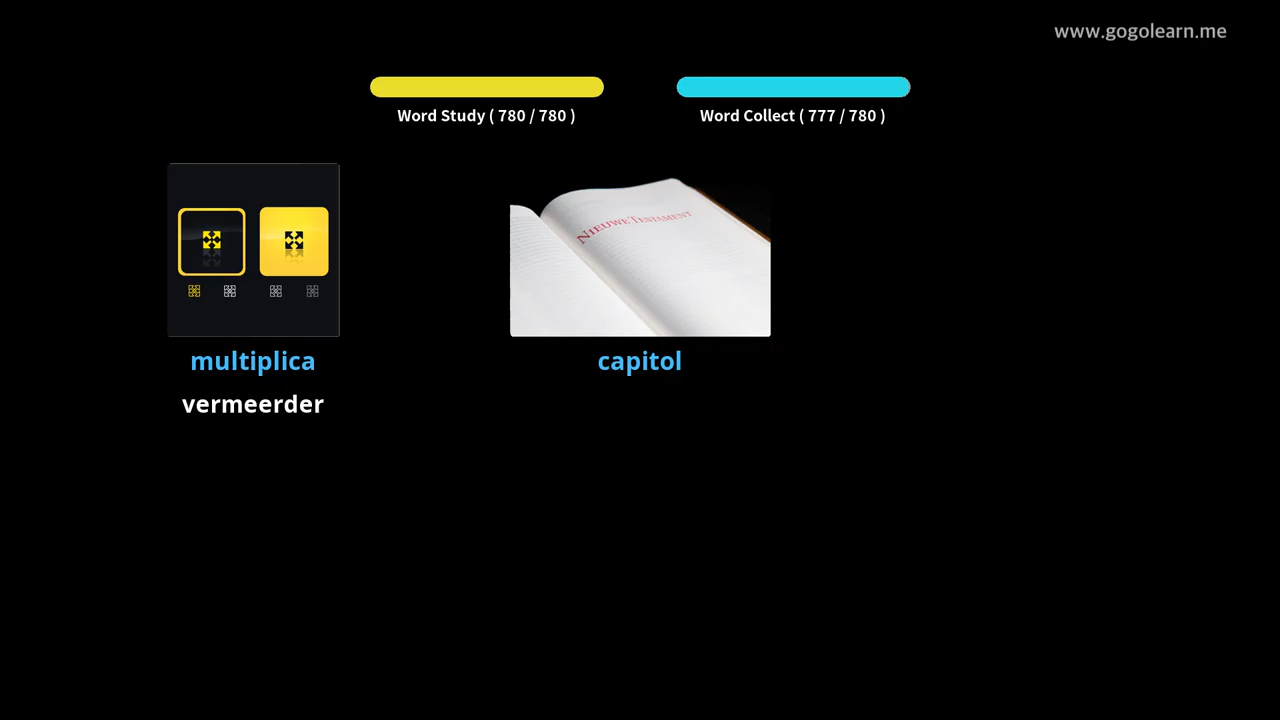 www.gogolearn.me
Word Study ( 780 / 780 )
Word Collect ( 777 / 780 )
NIEUWE TESTAMENT
multiplica
capitol
vermeerder